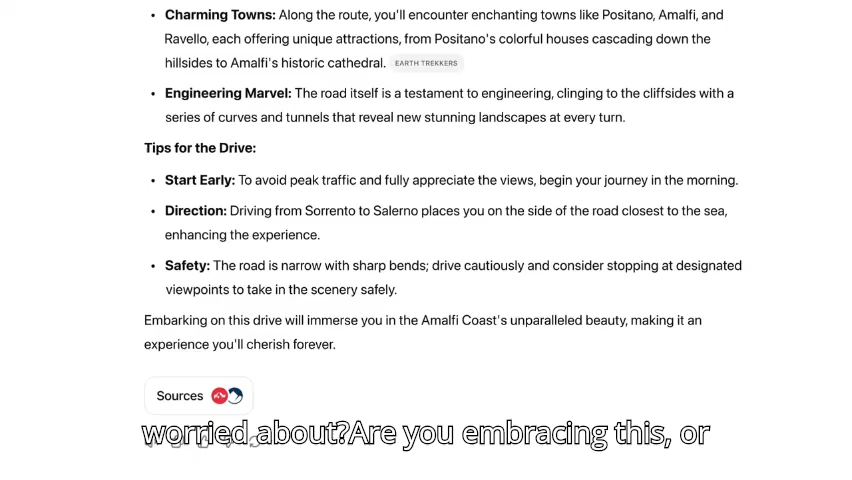 • Charming Towns: Along the route, you'll encounter enchanting towns like Positano, Amalfi, and
Ravello, each offering unique attractions, from Positano's colorful houses cascading down the
hillsides to Amalfi's historic cathedral. EARTH TREKKERS
• Engineering Marvel: The road itself is a testament to engineering, clinging to the cliffsides with a
series of curves and tunnels that reveal new stunning landscapes at every turn.
Tips for the Drive:
• Start Early: To avoid peak traffic and fully appreciate the views, begin your journey in the morning.
• Direction: Driving from Sorrento to Salerno places you on the side of the road closest to the sea,
enhancing the experience.
• Safety: The road is narrow with sharp bends; drive cautiously and consider stopping at designated
viewpoints to take in the scenery safely.
Embarking on this drive will immerse you in the Amalfi Coast's unparalleled beauty, making it an
experience you'll cherish forever.
Sources
worried about?Are you embracing this, or